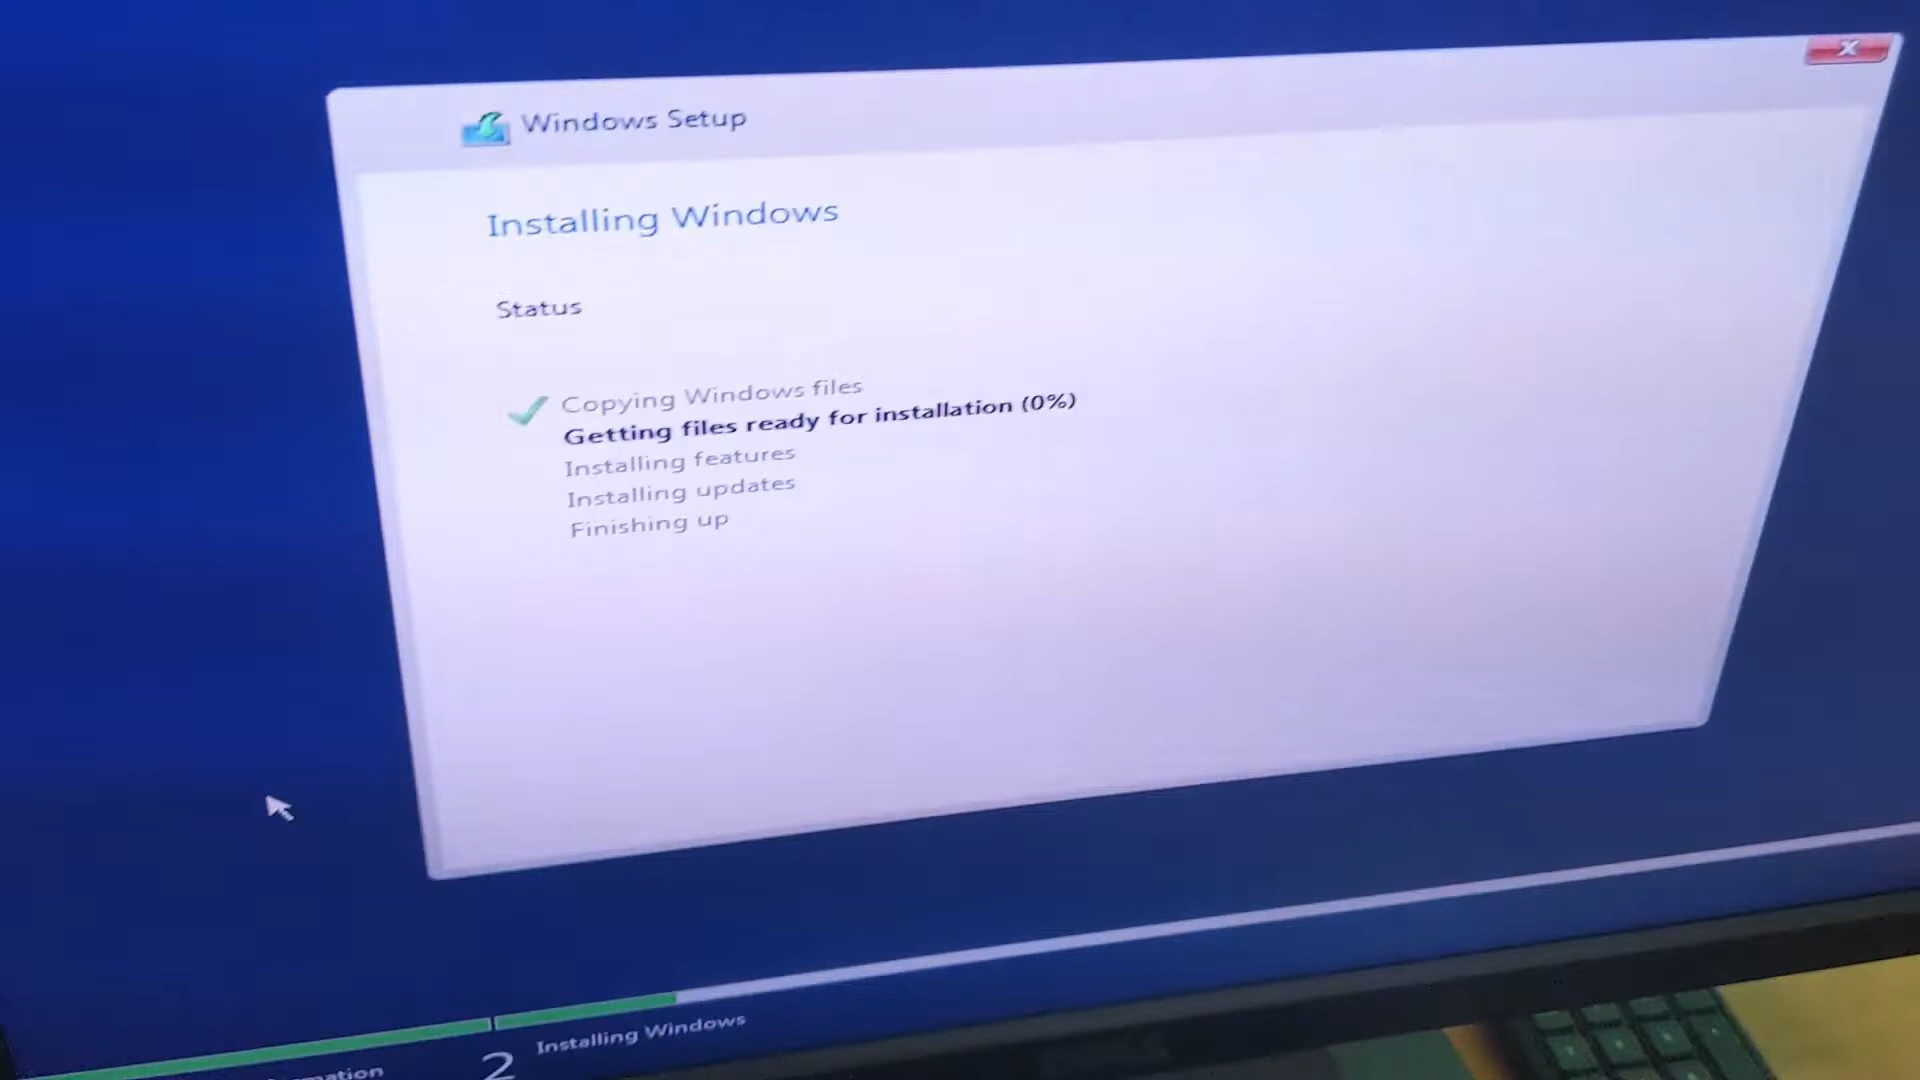 Windows Setup
Installing Windows
Status
Copying Windows files
Getting files ready for installation (0%)
Installing features
Installing updates
Finishing up
2 Installing Windows